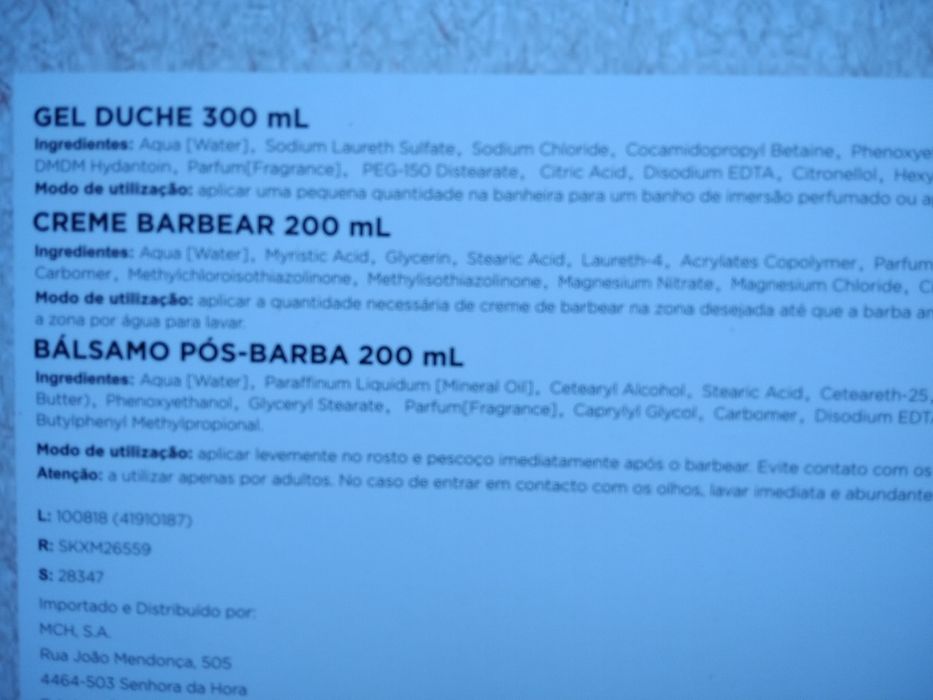 GEL DUCHE 300 mL
Ingredientes: Aqua [Water], Sodium Laureth Sulfate, Sodium Chloride, Cocamidopropyl Betaine, Phenoxye
DMDM Hydantoin, Parfum[Fragrance], PEG-150 Distearate, Citric Acid, Disodium EDTA, Citronellol, Hexy
Modo de utilização: aplicar uma pequena quantidade na banheira para um banho de imersão perfumado ou a
CREME BARBEAR 200 mL
Ingredientes: Aqua [Water], Myristic Acid, Glycerin, Stearic Acid, Laureth-4, Acrylates Copolymer, Parfum
Carbomer, Methylchloroisothiazolinone, Methylisothiazolinone, Magnesium Nitrate, Magnesium Chloride, C
Modo de utilização: aplicar a quantidade necessária de creme de barbear na zona desejada até que a barba am
a zona por água para lavar.
BÁLSAMO PÓS-BARBA 200 mL
Ingredientes: Aqua [Water], Paraffinum Liquidum [Mineral Oil], Cetearyl Alcohol, Stearic Acid, Ceteareth-25,
Butter), Phenoxyethanol, Glyceryl Stearate, Parfum[Fragrance], Caprylyl Glycol, Carbomer, Disodium EDTA
Butylphenyl Methylpropional.
Modo de utilização: aplicar levemente no rosto e pescoço imediatamente após o barbear. Evite contato com os
Atenção: a utilizar apenas por adultos. No caso de entrar em contacto com os olhos, lavar imediata e abundante
L: 100818 (41910187)
R: SKXM26559
S: 28347
Importado e Distribuído por:
MCH, S.A.
Rua João Mendonça, 505
4464-503 Senhora da Hora